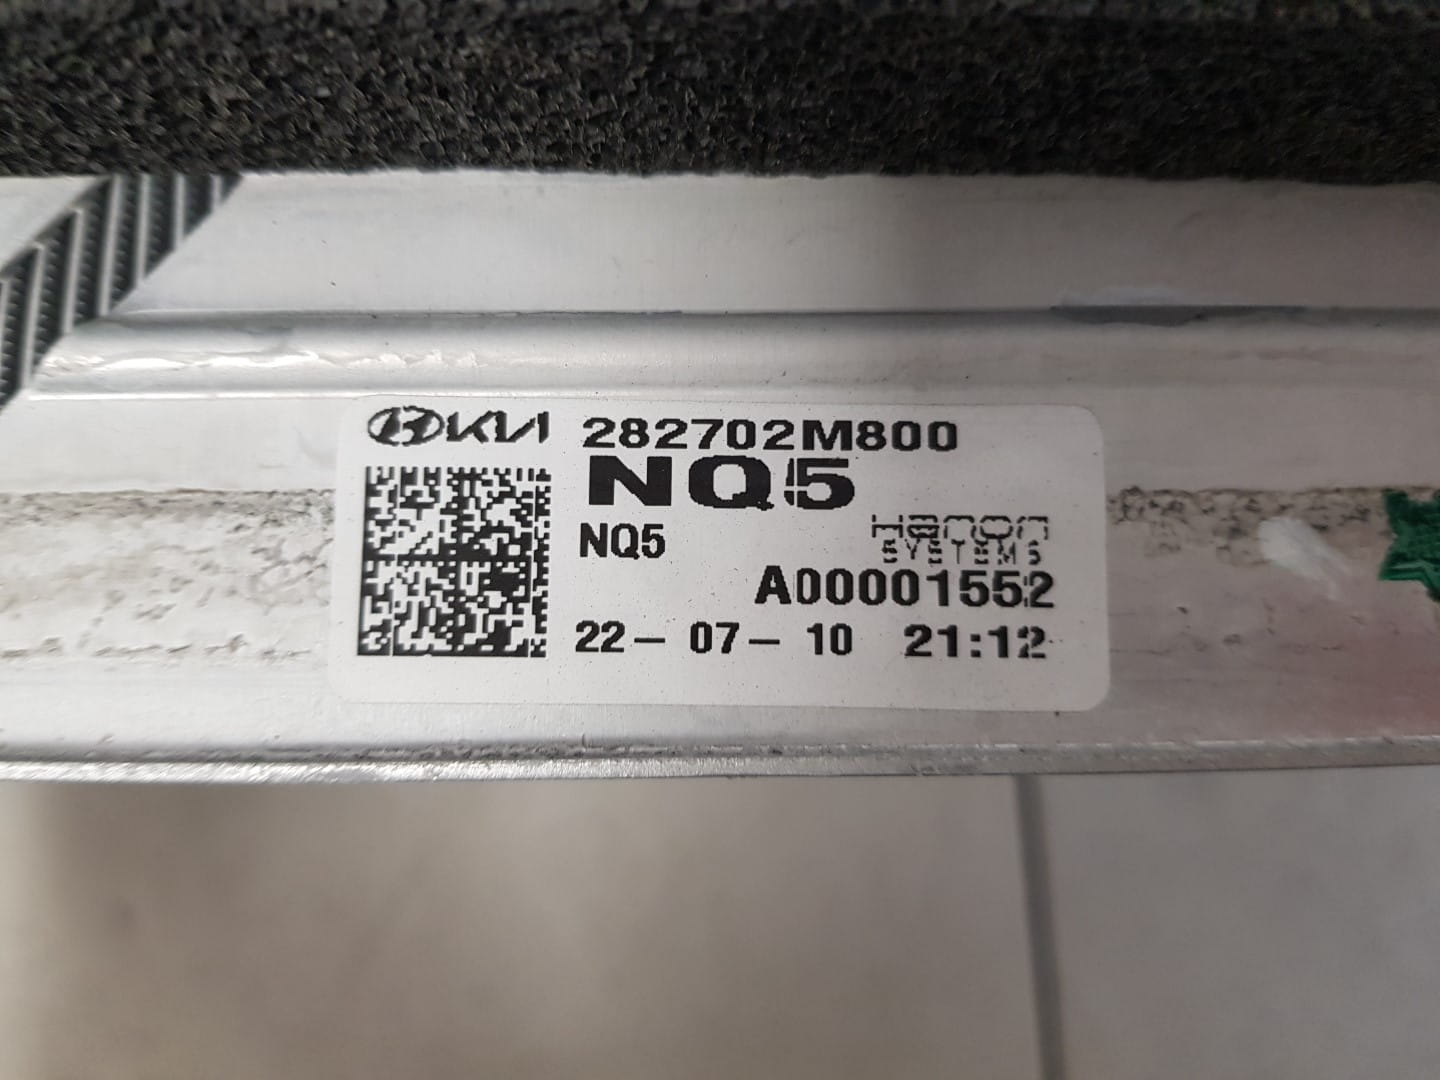 KIA 282702M800
NQ5
NQ5
Hanon
SYSTEMS
A00001552
22- 07- 10 21:12